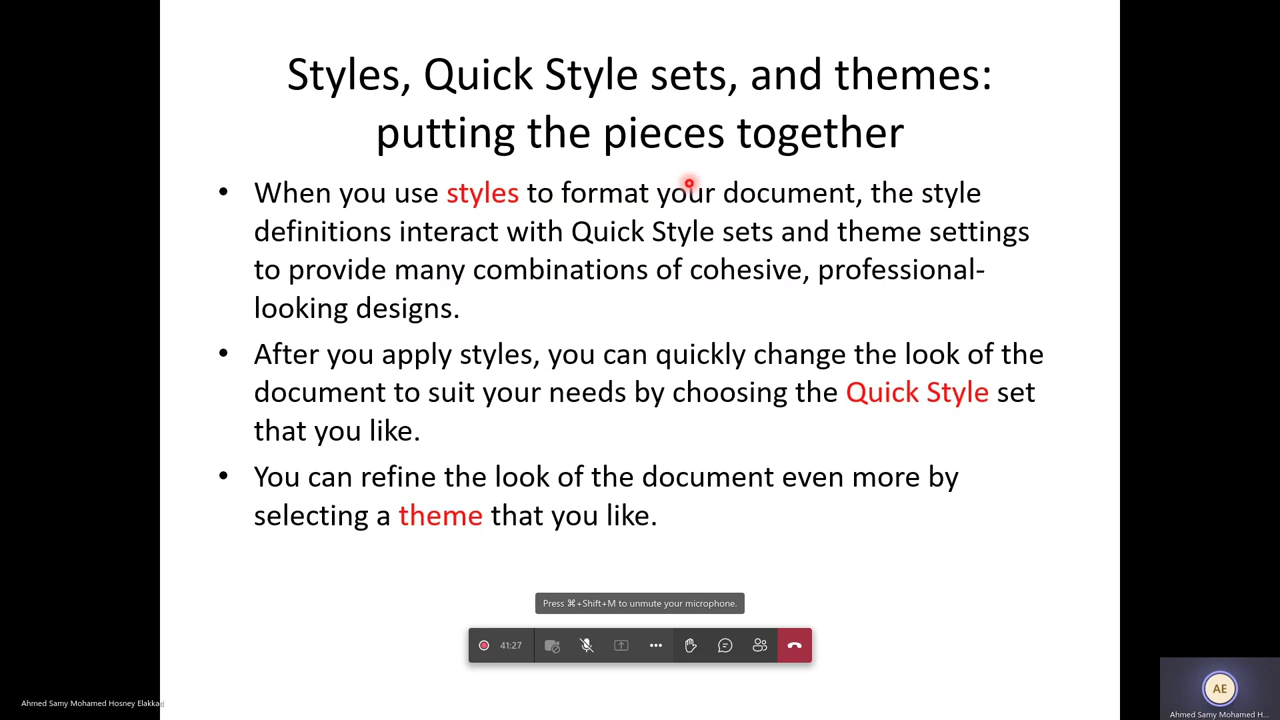 Styles, Quick Style sets, and themes:
putting the pieces together
• When you use styles to format your document, the style
definitions interact with Quick Style sets and theme settings
to provide many combinations of cohesive, professional-
looking designs.
• After you apply styles, you can quickly change the look of the
document to suit your needs by choosing the Quick Style set
that you like.
• You can refine the look of the document even more by
selecting a theme that you like.
Press ⌘+Shift+M to unmute your microphone.
41:27
AE
Ahmed Samy Mohamed Hosney Elakkad
Ahmed Samy Mohamed H...